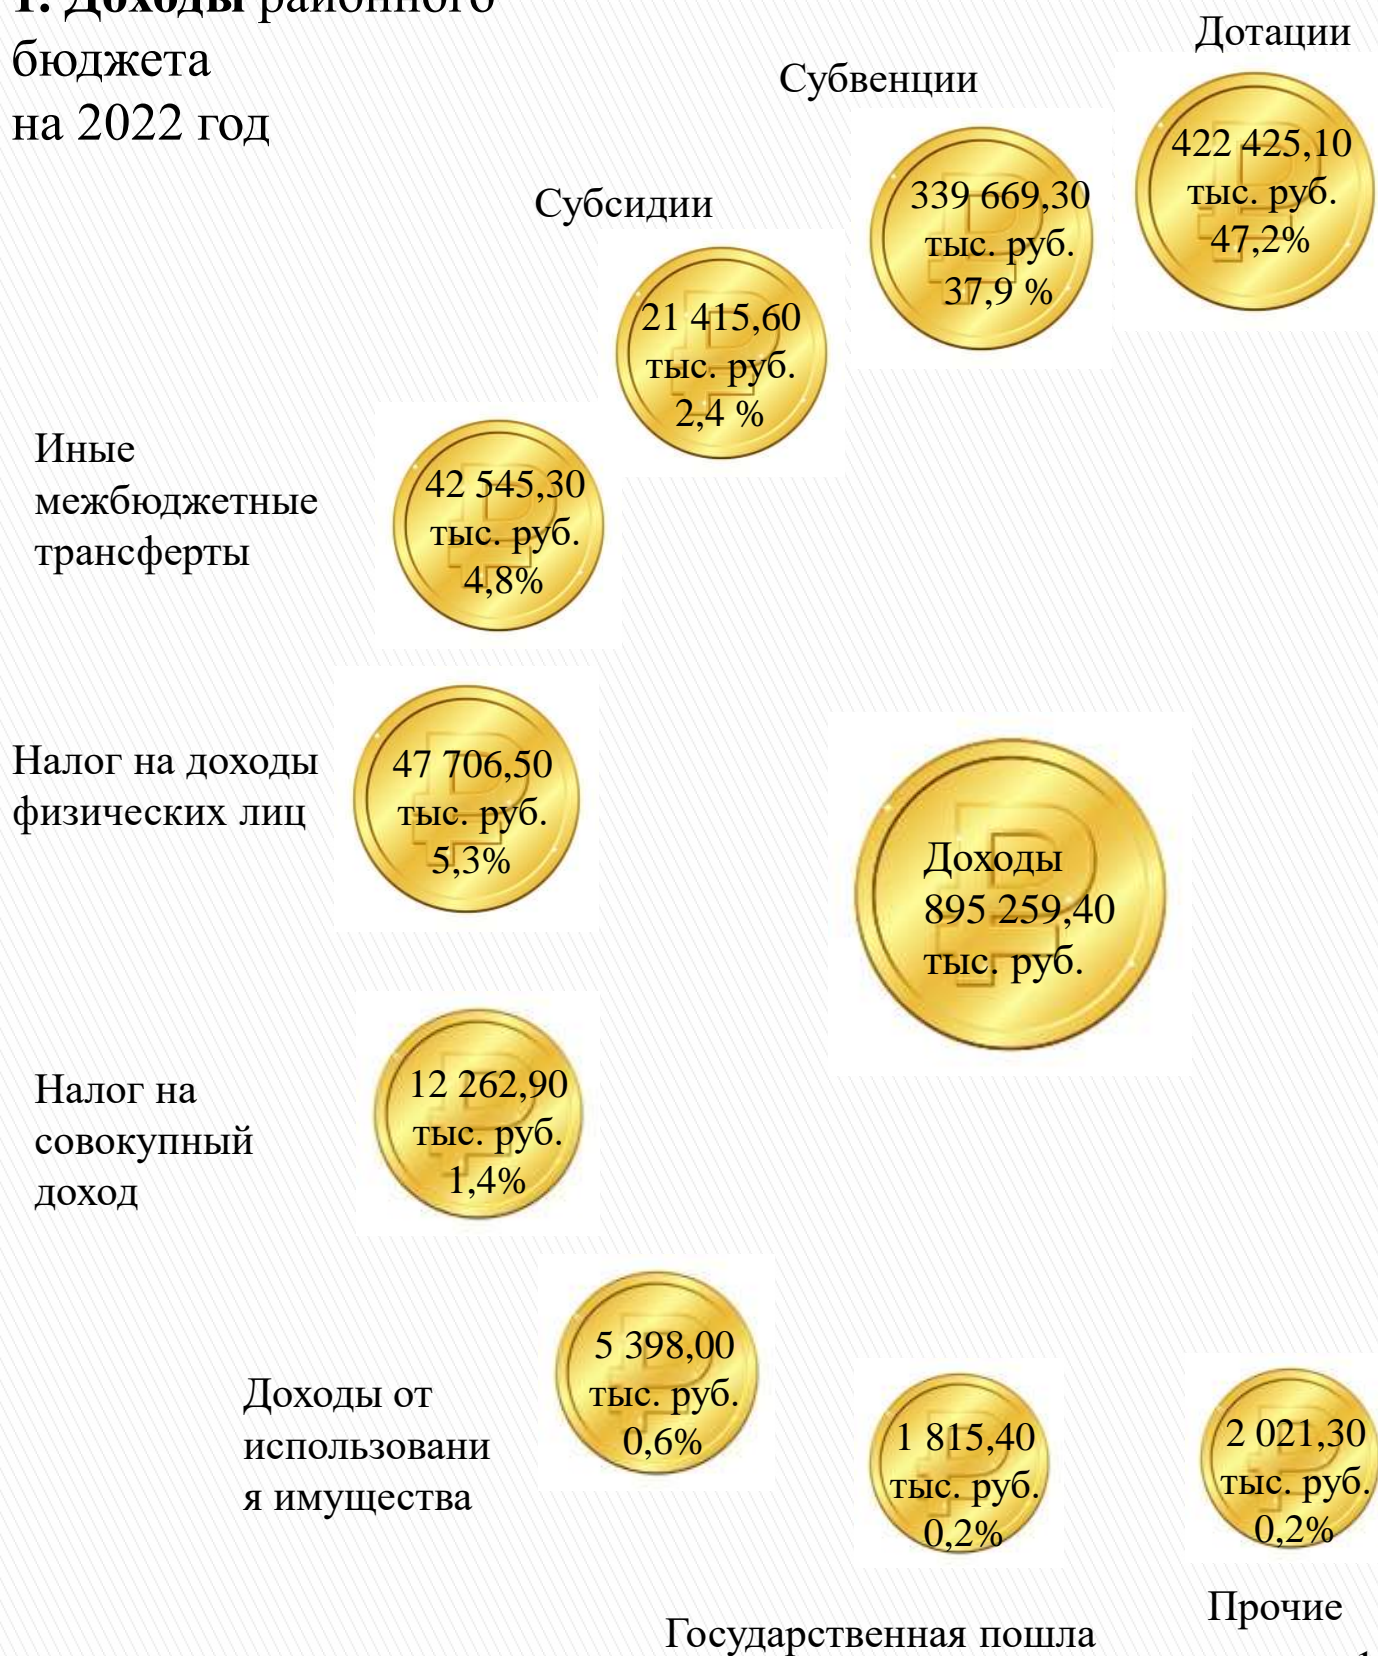 1. Доходы районного
бюджета
на 2022 год
Дотации
422 425,10
тыс. руб.
47,2%
Субвенции
339 669,30
тыс. руб.
37,9 %
Субсидии
21 415,60
тыс. руб.
2,4 %
Иные
межбюджетные
трансферты
42 545,30
тыс. руб.
4,8%
Налог на доходы
физических лиц
47 706,50
тыс. руб.
5,3%
Доходы
895 259,40
тыс. руб.
Налог на
совокупный
доход
12 262,90
тыс. руб.
1,4%
Доходы от
использовани
я имущества
5 398,00
тыс. руб.
0,6%
1 815,40
тыс. руб.
0,2%
Государственная пошла
2 021,30
тыс. руб.
0,2%
Прочие